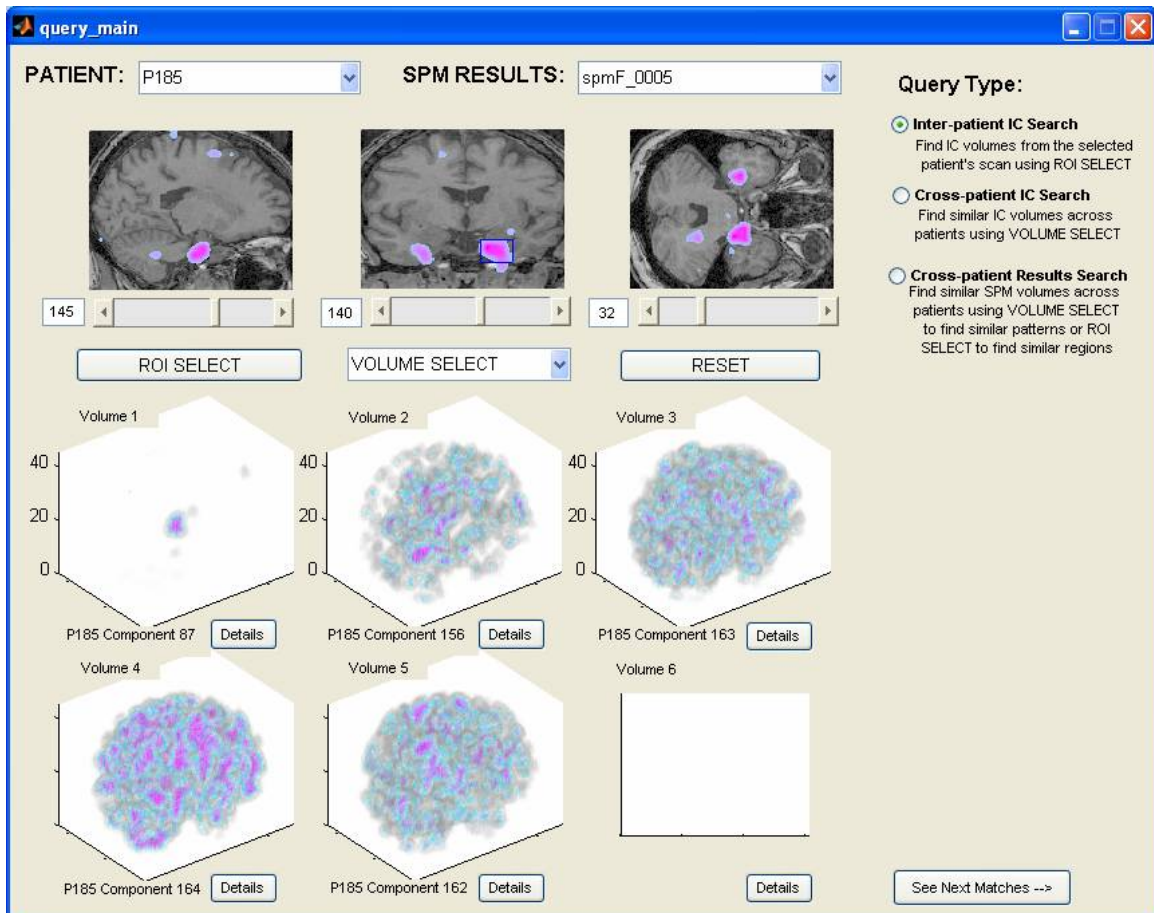 query_main
PATIENT: P185 SPM RESULTS: spmF_0005
Query Type:
Inter-patient IC Search
Find IC volumes from the selected
patient's scan using ROI SELECT
Cross-patient IC Search
Find similar IC volumes across
patients using VOLUME SELECT
Cross-patient Results Search
Find similar SPM volumes across
patients using VOLUME SELECT
to find similar patterns or ROI
SELECT to find similar regions
145 140 32
ROI SELECT VOLUME SELECT RESET
Volume 1 Volume 2 Volume 3
40 40 40
20 20 20
0 0 0
P185 Component 87 Details P185 Component 156 Details P185 Component 163 Details
Volume 4 Volume 5 Volume 6
P185 Component 164 Details P185 Component 162 Details Details
See Next Matches -->